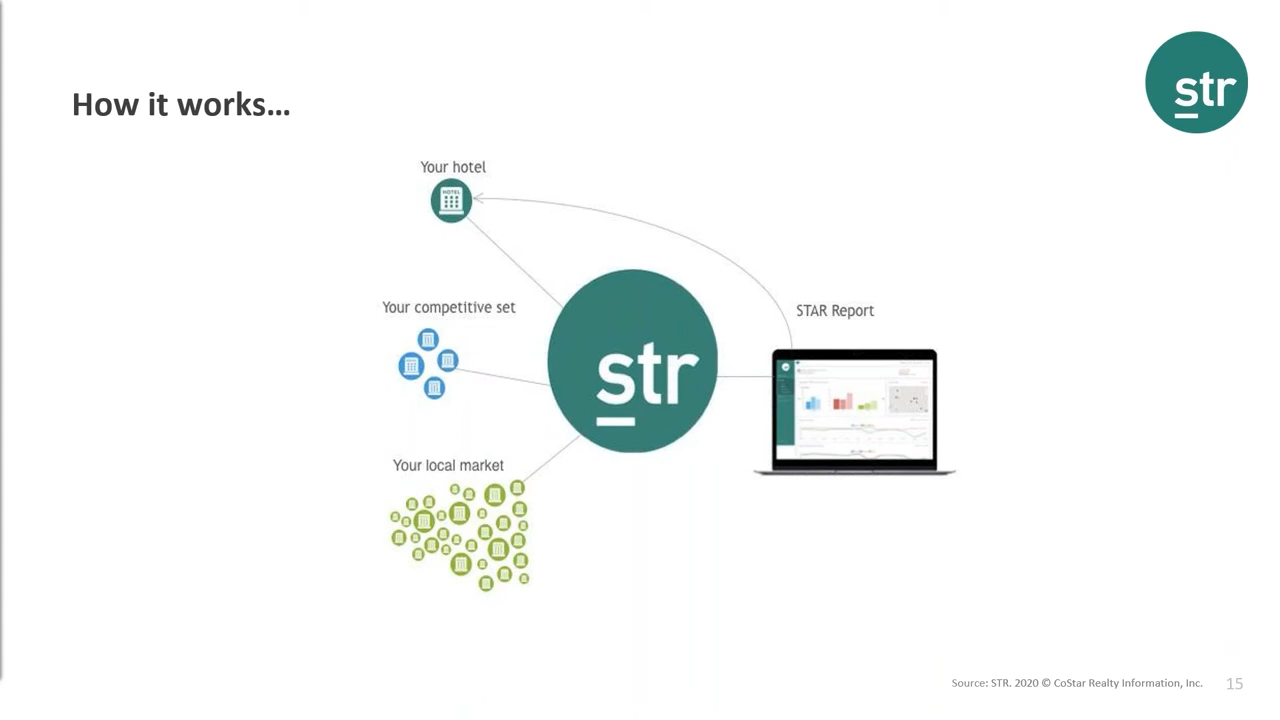 str
How it works...
Your hotel
HOTEL
Your competitive set
STAR Report
str
Your local market
Source: STR. 2020 © CoStar Realty Information, Inc.
15